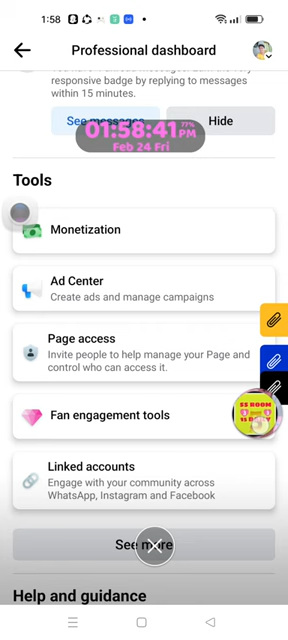 1:58
Professional dashboard
responsive badge by replying to messages
within 15 minutes.
See messages
Hide
01:58:41 PM
77%
Feb 24 Fri
Tools
Monetization
Ad Center
Create ads and manage campaigns
Page access
Invite people to help manage your Page and
control who can access it.
Fan engagement tools
SS ROOM
Linked accounts
Engage with your community across
WhatsApp, Instagram and Facebook
See more
Help and guidance